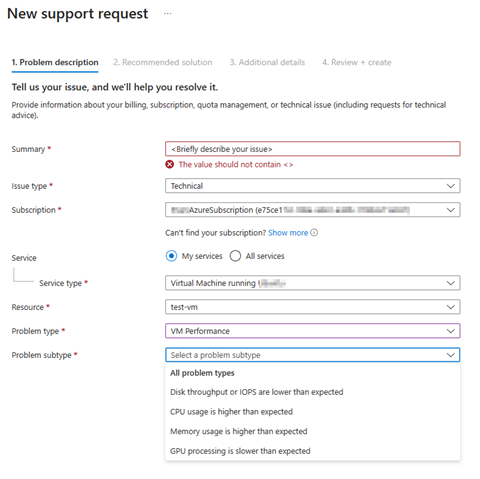 New support request ...
1. Problem description 2. Recommended solution 3. Additional details 4. Review + create
Tell us your issue, and we'll help you resolve it.
Provide information about your billing, subscription, quota management, or technical issue (including requests for technical
advice).
Summary * <Briefly describe your issue>
The value should not contain <>
Issue type * Technical
Subscription * AzureSubscription (e75ce1
Can't find your subscription? Show more
Service My services All services
Service type * Virtual Machine running
Resource * test-vm
Problem type * VM Performance
Problem subtype * Select a problem subtype
All problem types
Disk throughput or IOPS are lower than expected
CPU usage is higher than expected
Memory usage is higher than expected
GPU processing is slower than expected